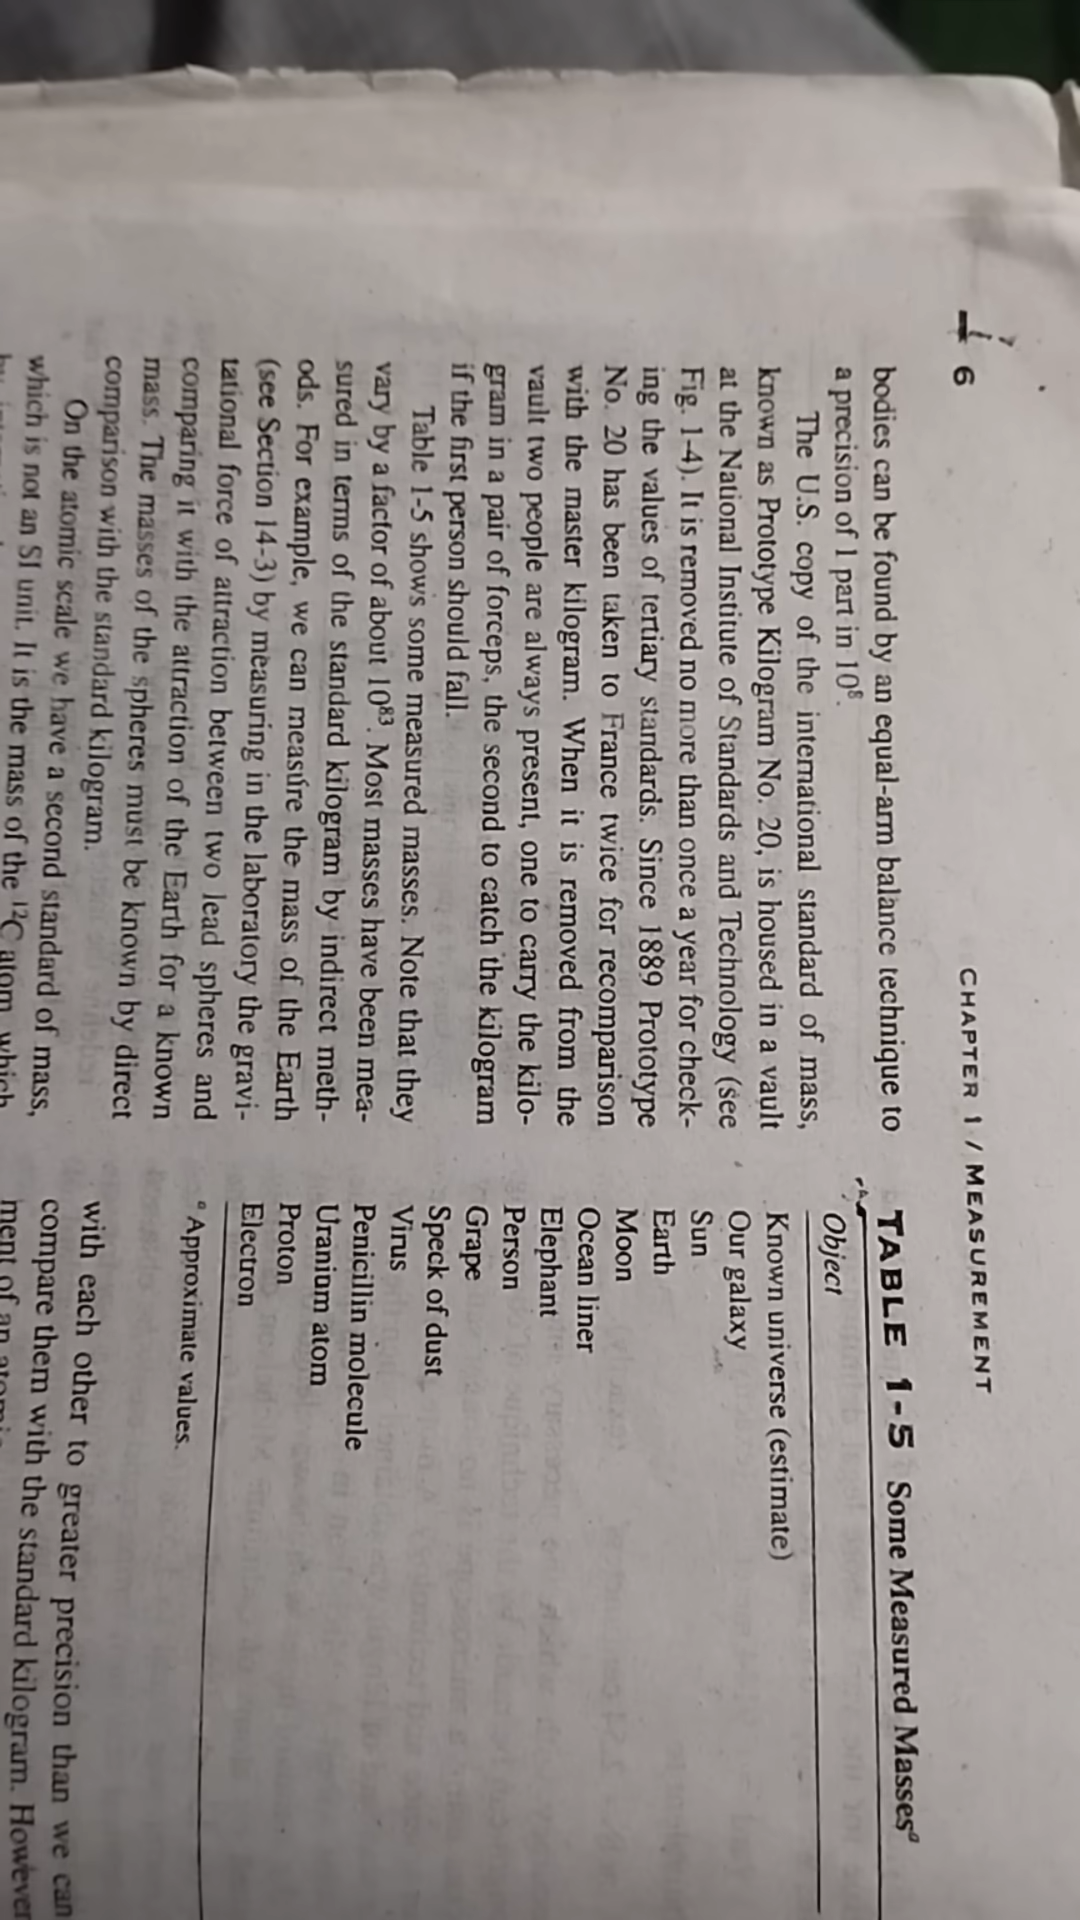 6
CHAPTER 1 / MEASUREMENT
bodies can be found by an equal-arm balance technique to
a precision of 1 part in 10⁸.
The U.S. copy of the international standard of mass,
known as Prototype Kilogram No. 20, is housed in a vault
at the National Institute of Standards and Technology (see
Fig. 1-4). It is removed no more than once a year for check-
ing the values of tertiary standards. Since 1889 Prototype
No. 20 has been taken to France twice for recomparison
with the master kilogram. When it is removed from the
vault two people are always present, one to carry the kilo-
gram in a pair of forceps, the second to catch the kilogram
if the first person should fall.
Table 1-5 shows some measured masses. Note that they
vary by a factor of about 10⁸³. Most masses have been mea-
sured in terms of the standard kilogram by indirect meth-
ods. For example, we can measure the mass of the Earth
(see Section 14-3) by measuring in the laboratory the gravi-
tational force of attraction between two lead spheres and
comparing it with the attraction of the Earth for a known
mass. The masses of the spheres must be known by direct
comparison with the standard kilogram.
On the atomic scale we have a second standard of mass,
which is not an SI unit. It is the mass of the ¹²C atom which
TABLE 1-5 Some Measured Massesᵃ
Object
Known universe (estimate)
Our galaxy
Sun
Earth
Moon
Ocean liner
Elephant
Person
Grape
Speck of dust
Virus
Penicillin molecule
Uranium atom
Proton
Electron
ᵃ Approximate values.
with each other to greater precision than we can
compare them with the standard kilogram. However
ment of an